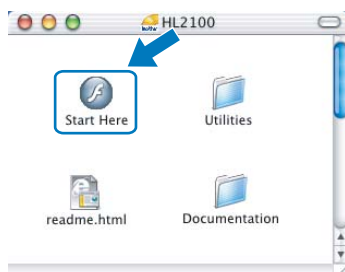 HL2100
Start Here
Utilities
readme.html
Documentation